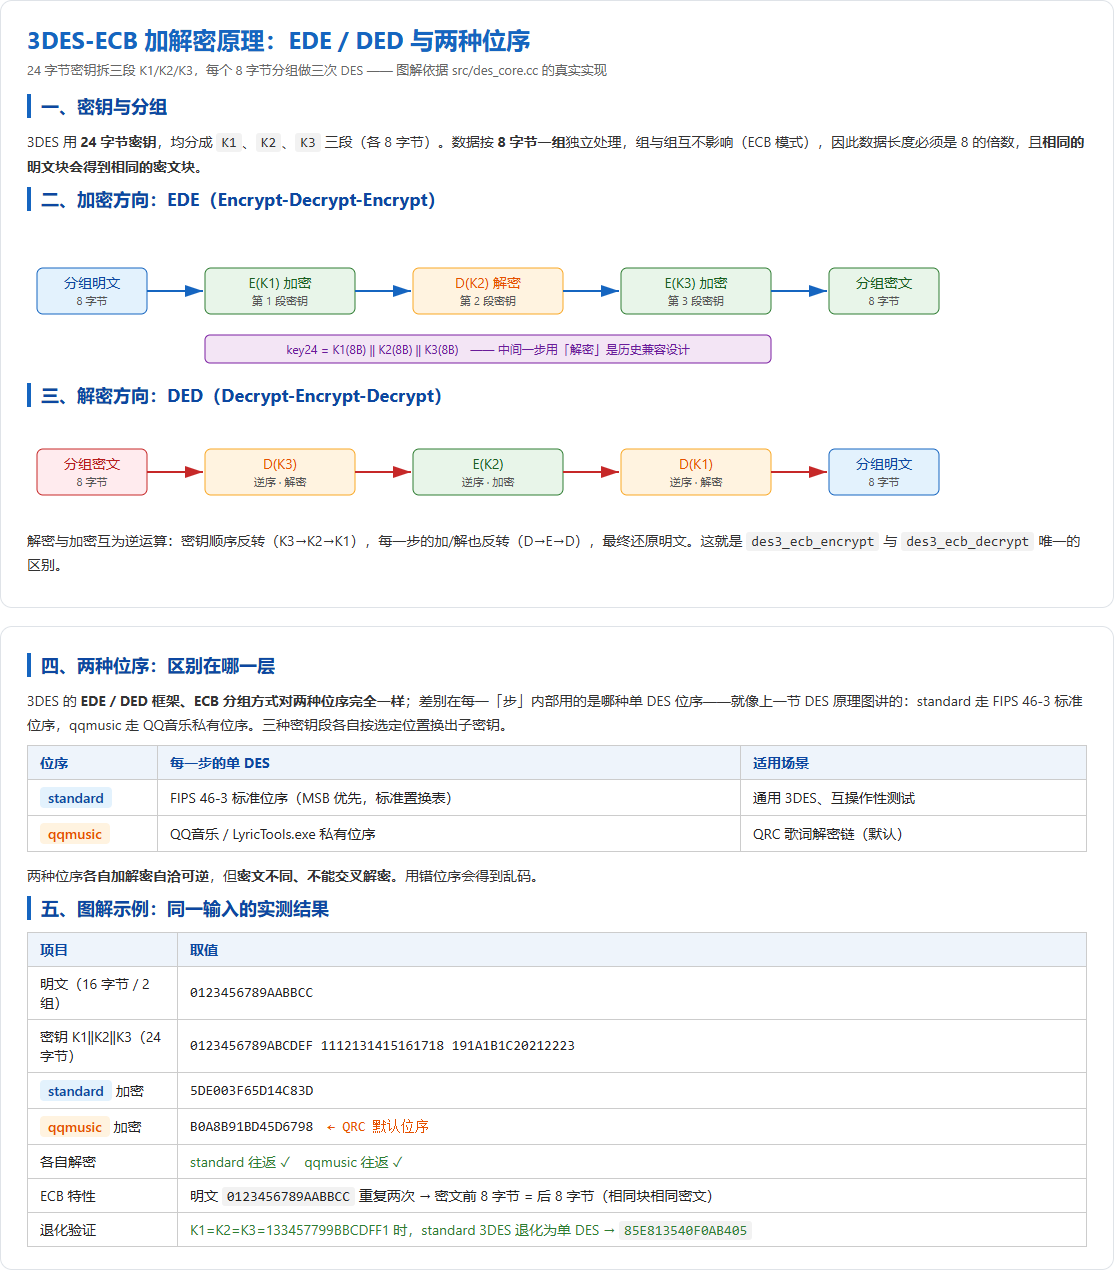 3DES-ECB 加解密原理：EDE / DED 与两种位序
24 字节密钥拆三段 K1/K2/K3，每个 8 字节分组做三次 DES —— 图解依据 src/des_core.cc 的真实实现
一、密钥与分组
3DES 用 24 字节密钥，均分成 K1 、 K2 、 K3 三段（各 8 字节）。数据按 8 字节一组独立处理，组与组互不影响（ECB 模式），因此数据长度必须是 8 的倍数，且相同的
明文块会得到相同的密文块。
二、加密方向：EDE（Encrypt-Decrypt-Encrypt）
分组明文 E(K1) 加密 D(K2) 解密 E(K3) 加密 分组密文
8 字节 第 1 段密钥 第 2 段密钥 第 3 段密钥 8 字节
key24 = K1(8B) || K2(8B) || K3(8B) —— 中间一步用「解密」是历史兼容设计
三、解密方向：DED（Decrypt-Encrypt-Decrypt）
分组密文 D(K3) E(K2) D(K1) 分组明文
8 字节 逆序 · 解密 逆序 · 加密 逆序 · 解密 8 字节
解密与加密互为逆运算：密钥顺序反转（K3→K2→K1），每一步的加/解也反转（D→E→D），最终还原明文。这就是 des3_ecb_encrypt 与 des3_ecb_decrypt 唯一的
区别。
四、两种位序：区别在哪一层
3DES 的 EDE / DED 框架、ECB 分组方式对两种位序完全一样；差别在每一「步」内部用的是哪种单 DES 位序——就像上一节 DES 原理图讲的：standard 走 FIPS 46-3 标准
位序，qqmusic 走 QQ音乐私有位序。三种密钥段各自按选定位置换出子密钥。
位序 每一步的单 DES 适用场景
standard FIPS 46-3 标准位序（MSB 优先，标准置换表） 通用 3DES、互操作性测试
qqmusic QQ音乐 / LyricTools.exe 私有位序 QRC 歌词解密链（默认）
两种位序各自加解密自洽可逆，但密文不同、不能交叉解密。用错位序会得到乱码。
五、图解示例：同一输入的实测结果
项目 取值
明文（16 字节 / 2
组） 0123456789AABBCC
密钥 K1||K2||K3（24
字节） 0123456789ABCDEF 1112131415161718 191A1B1C20212223
standard 加密 5DE003F65D14C83D
qqmusic 加密 B0A8B91BD45D6798 ← QRC 默认位序
各自解密 standard 往返 ✓ qqmusic 往返 ✓
ECB 特性 明文 0123456789AABBCC 重复两次 → 密文前 8 字节 = 后 8 字节（相同块相同密文）
退化验证 K1=K2=K3=133457799BBCDFF1 时，standard 3DES 退化为单 DES → 85E813540F0AB405